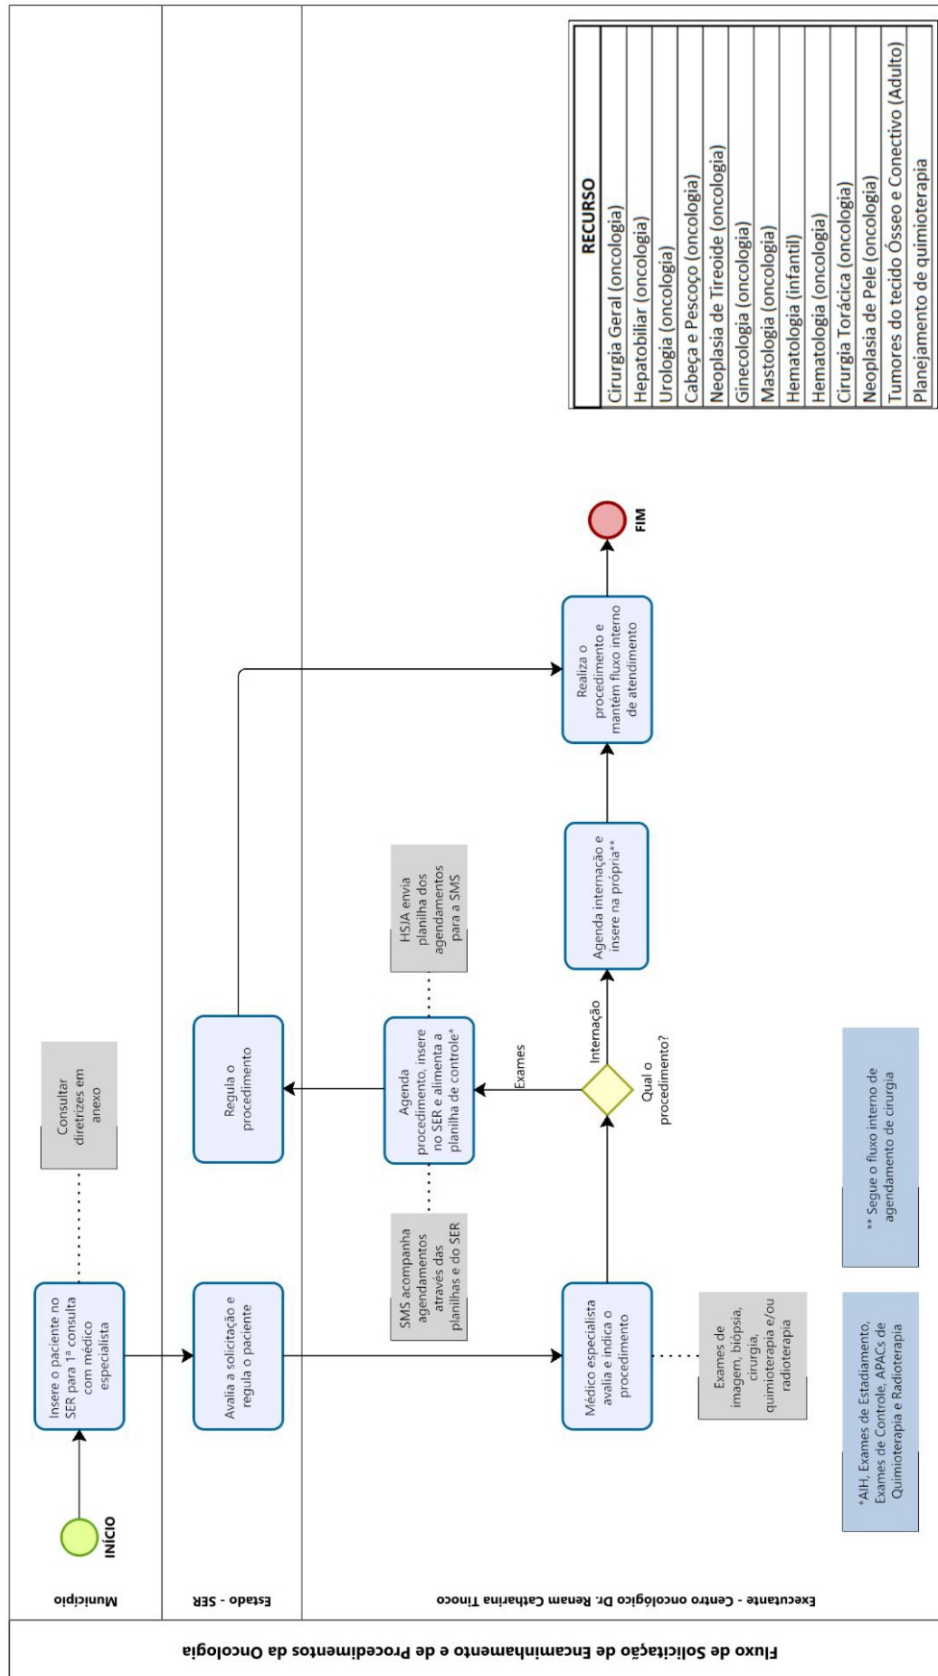 Fluxo de Solicitação de Encaminhamento e de Procedimentos da Oncologia
Município
INÍCIO
Insere o paciente no
SER para 1ª consulta
com médico
especialista
Consultar
diretrizes em
anexo
Estado - SER
Avalia a solicitação e
regula o paciente
Regula o
procedimento
Executante - Centro oncológico Dr. Renam Catharina Tinoco
SMS acompanha
agendamentos
através das
planilhas e do SER
Agenda
procedimento, insere
no SER e alimenta a
planilha de controle*
HSJA envia
planilha dos
agendamentos
para a SMS
Exames
Médico especialista
avalia e indica o
procedimento
Internação
Qual o
procedimento?
Agenda internação e
insere na própria**
Realiza o
procedimento e
mantém fluxo interno
de atendimento
FIM
Exames de
imagem, biópsia,
cirurgia,
quimioterapia e/ou
radioterapia
*AIH, Exames de Estadiamento,
Exames de Controle, APACs de
Quimioterapia e Radioterapia
** Segue o fluxo interno de
agendamento de cirurgia
RECURSO
Cirurgia Geral (oncologia)
Hepatobiliar (oncologia)
Urologia (oncologia)
Cabeça e Pescoço (oncologia)
Neoplasia de Tireoide (oncologia)
Ginecologia (oncologia)
Mastologia (oncologia)
Hematologia (infantil)
Hematologia (oncologia)
Cirurgia Torácica (oncologia)
Neoplasia de Pele (oncologia)
Tumores do tecido Ósseo e Conectivo (Adulto)
Planejamento de quimioterapia